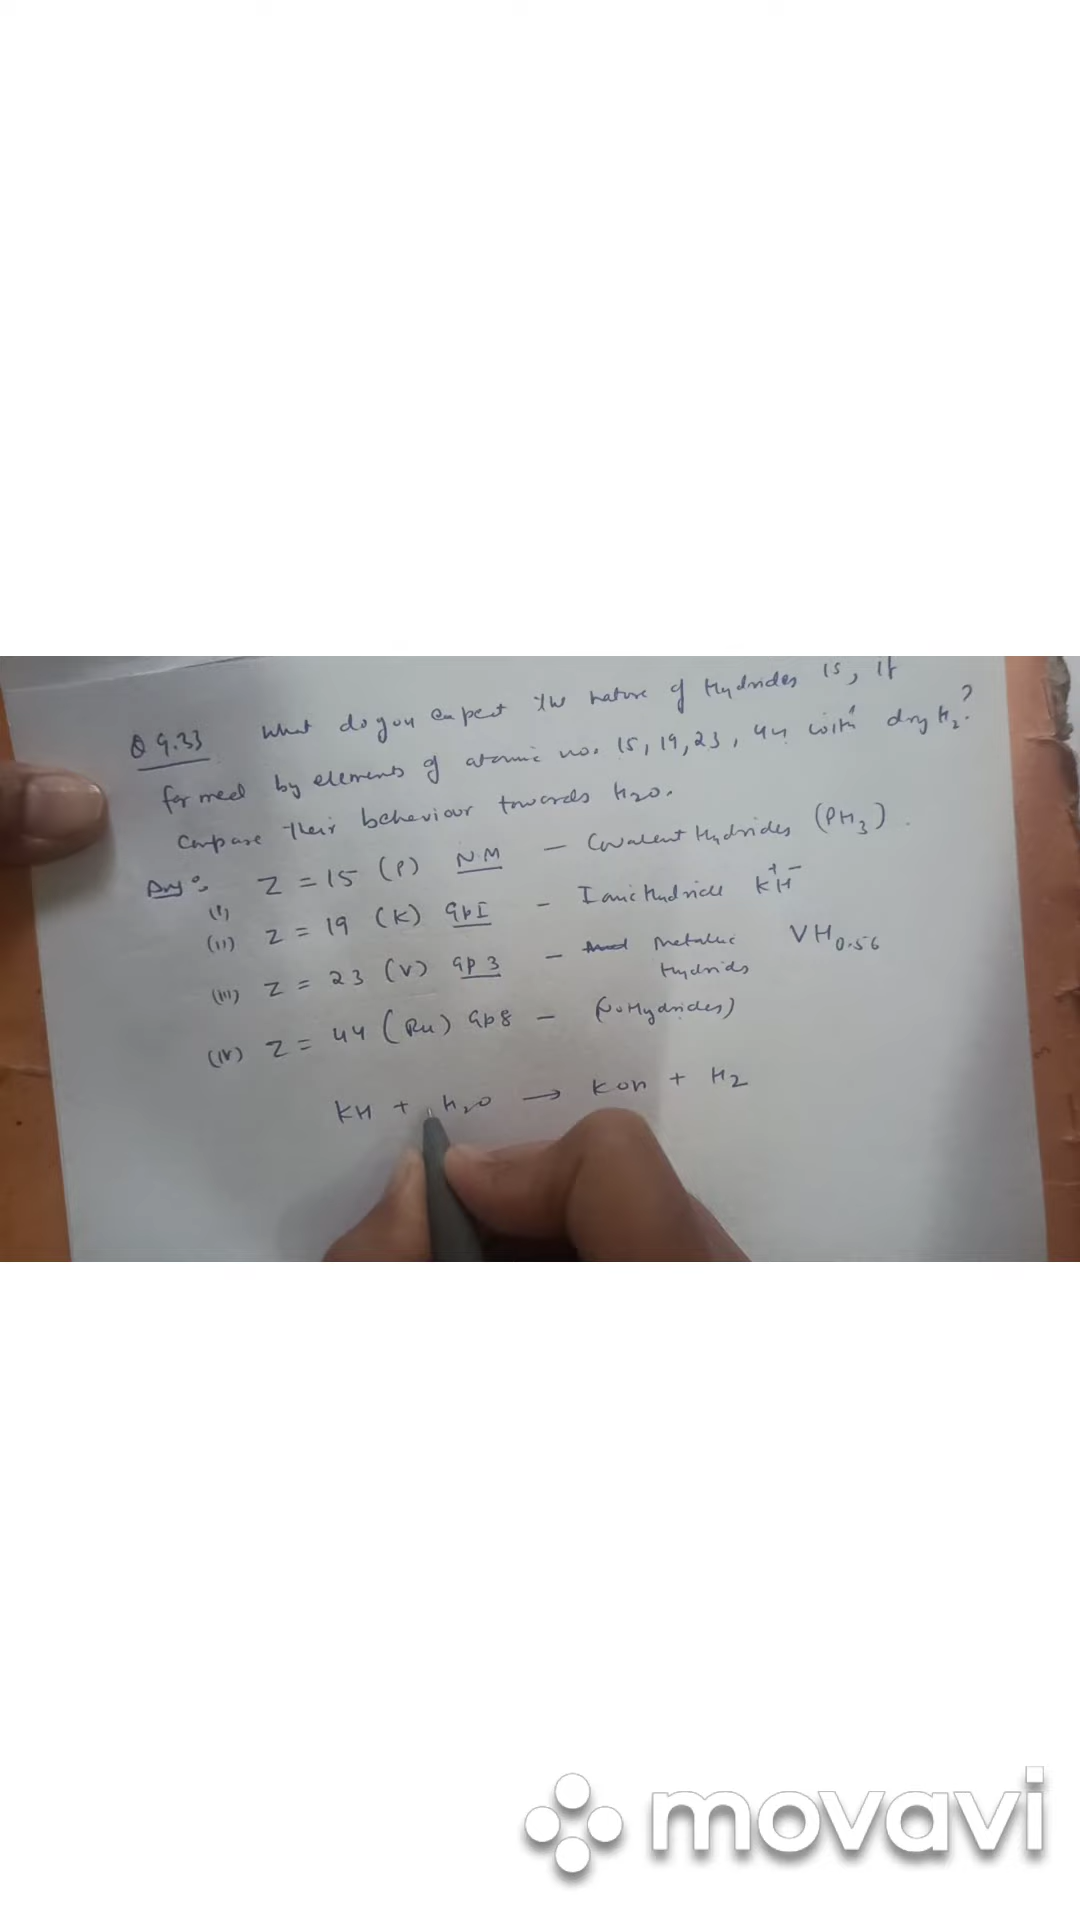 Q 9.33 What do you expect the nature of Hydrides is, if
formed by elements of atomic no. 15, 19, 23, 44 with dry H2?
Compare their behaviour towards H2O.
Ans:
(i) Z = 15 (P) N.M — Covalent Hydrides (PH3).
(ii) Z = 19 (K) Gp I — Ionic Hydride K+H-
(iii) Z = 23 (V) Gp 3 — Metallic Hydrids VH0.56
(iv) Z = 44 (Ru) Gp 8 — (No Hydrides)
KH + H2O → KOH + H2
movavi